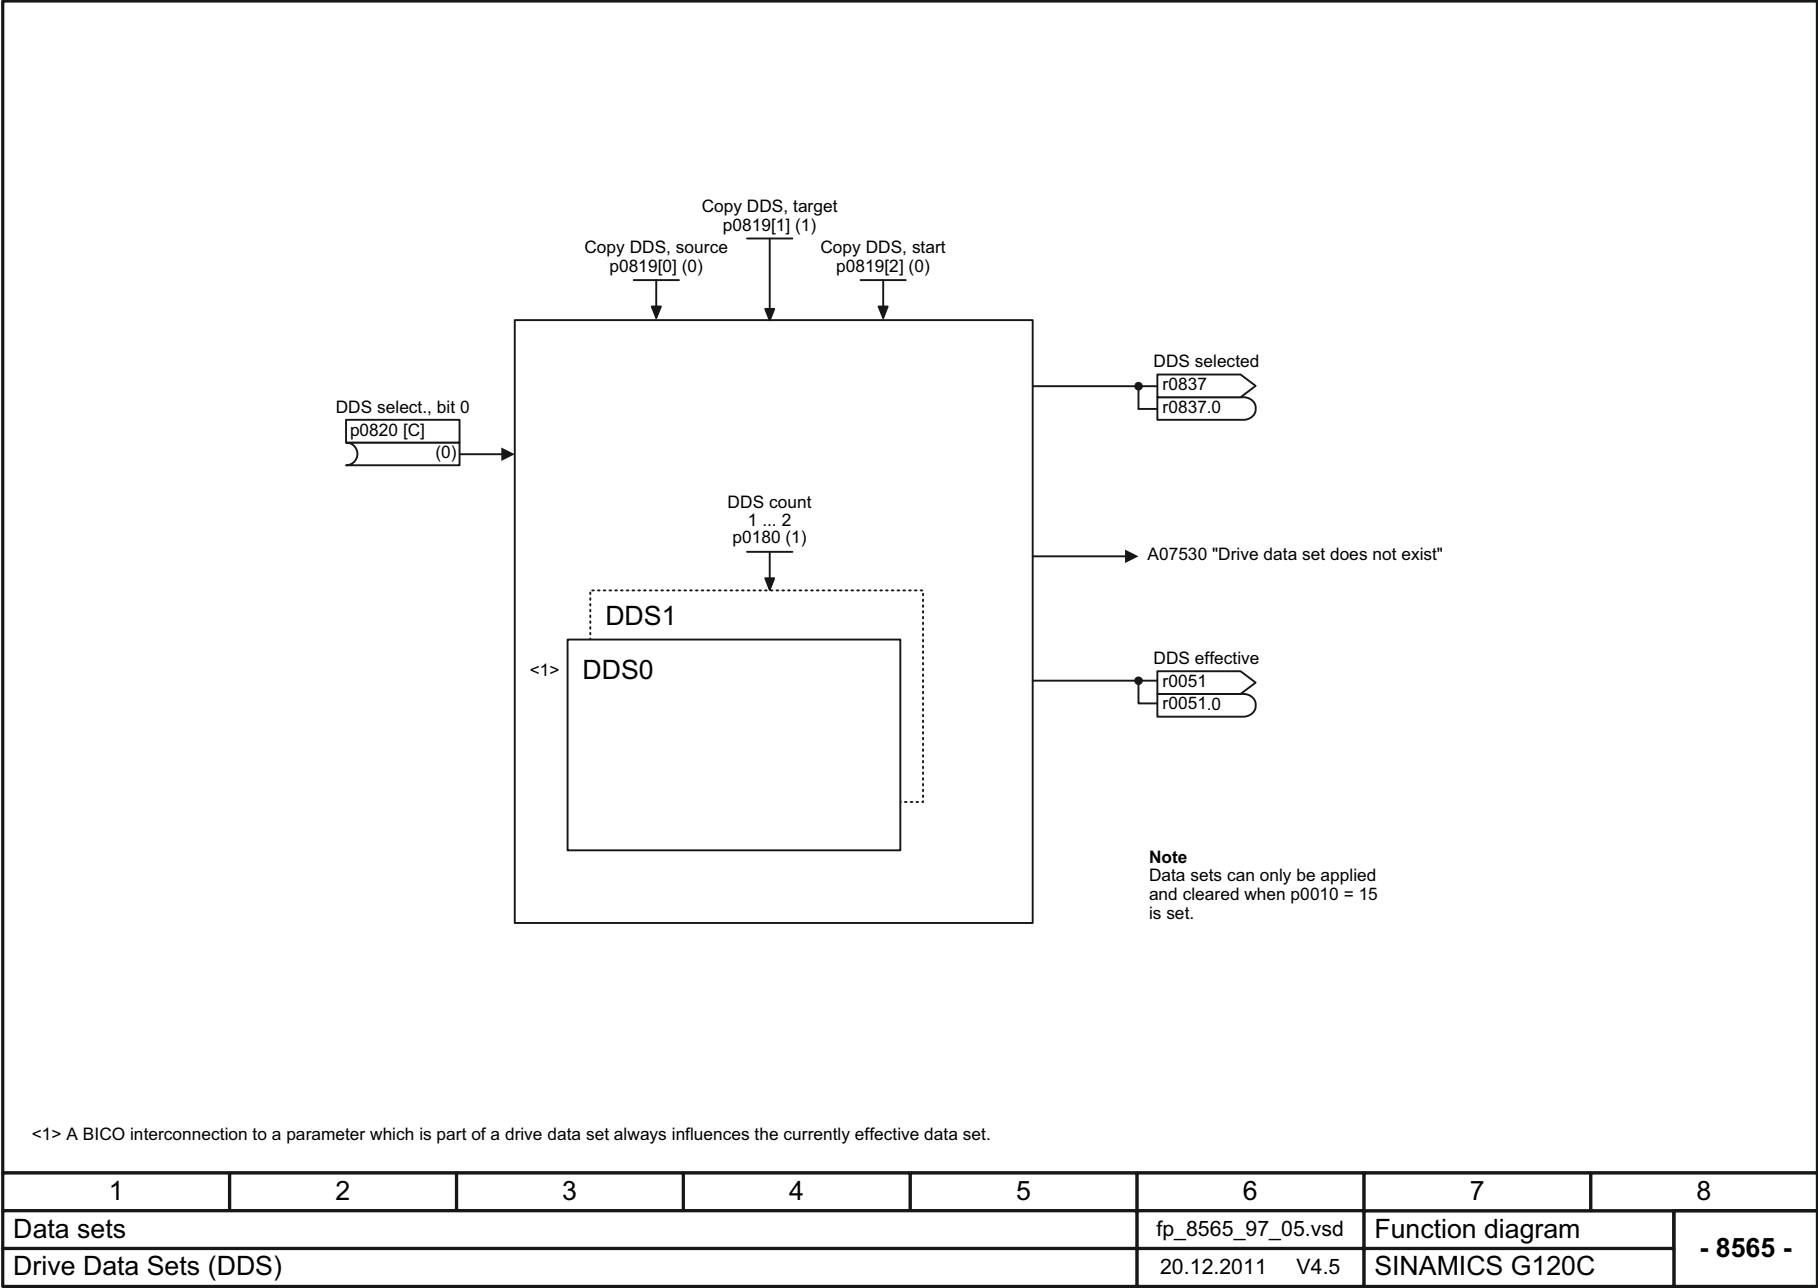 Copy DDS, target
p0819[1] (1)
Copy DDS, source
p0819[0] (0)
Copy DDS, start
p0819[2] (0)
DDS selected
r0837
r0837.0
DDS select., bit 0
p0820 [C]
(0)
DDS count
1 ... 2
p0180 (1)
A07530 "Drive data set does not exist"
DDS1
<1>
DDS0
DDS effective
r0051
r0051.0
Note
Data sets can only be applied
and cleared when p0010 = 15
is set.
<1> A BICO interconnection to a parameter which is part of a drive data set always influences the currently effective data set.
1 2 3 4 5 6 7 8
Data sets
fp_8565_97_05.vsd
Function diagram
- 8565 -
Drive Data Sets (DDS)
20.12.2011 V4.5
SINAMICS G120C